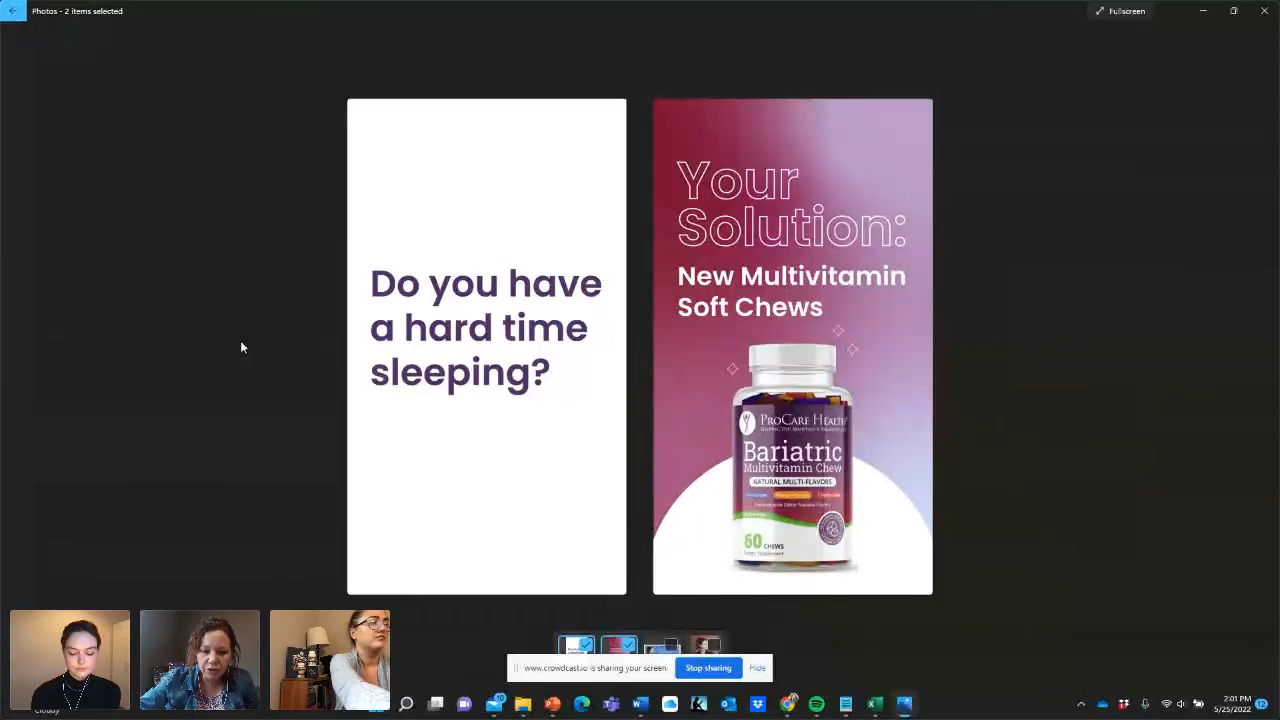 Photos - 2 items selected
Fullscreen
Do you have
a hard time
sleeping?
Your
Solution:
New Multivitamin
Soft Chews
PROCARE HEALTH
Bariatric
Multivitamin Chew
NATURAL MULTI-FLAVORS
60 CHEWS
www.crowdcast.io is sharing your screen.
Stop sharing
Hide
Cloudy
10
2:01 PM
5/25/2022